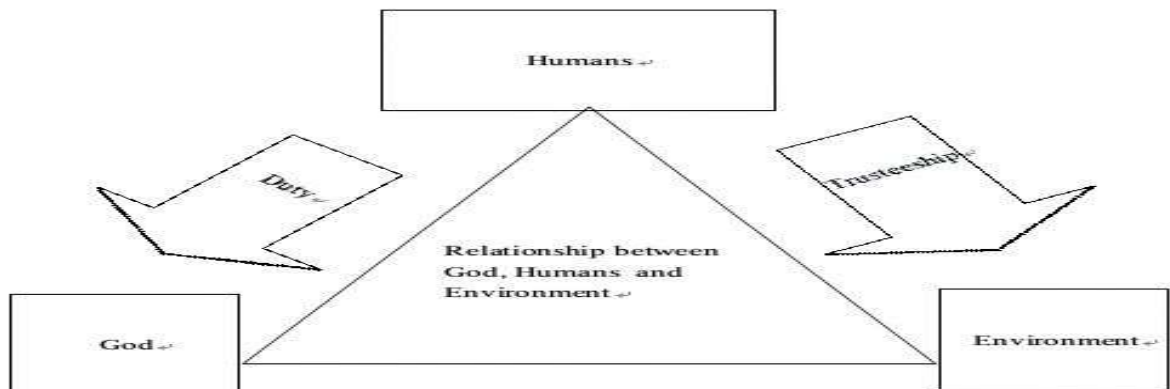 Humans
Duty
Trusteeship
Relationship between
God, Humans and
Environment
God
Environment